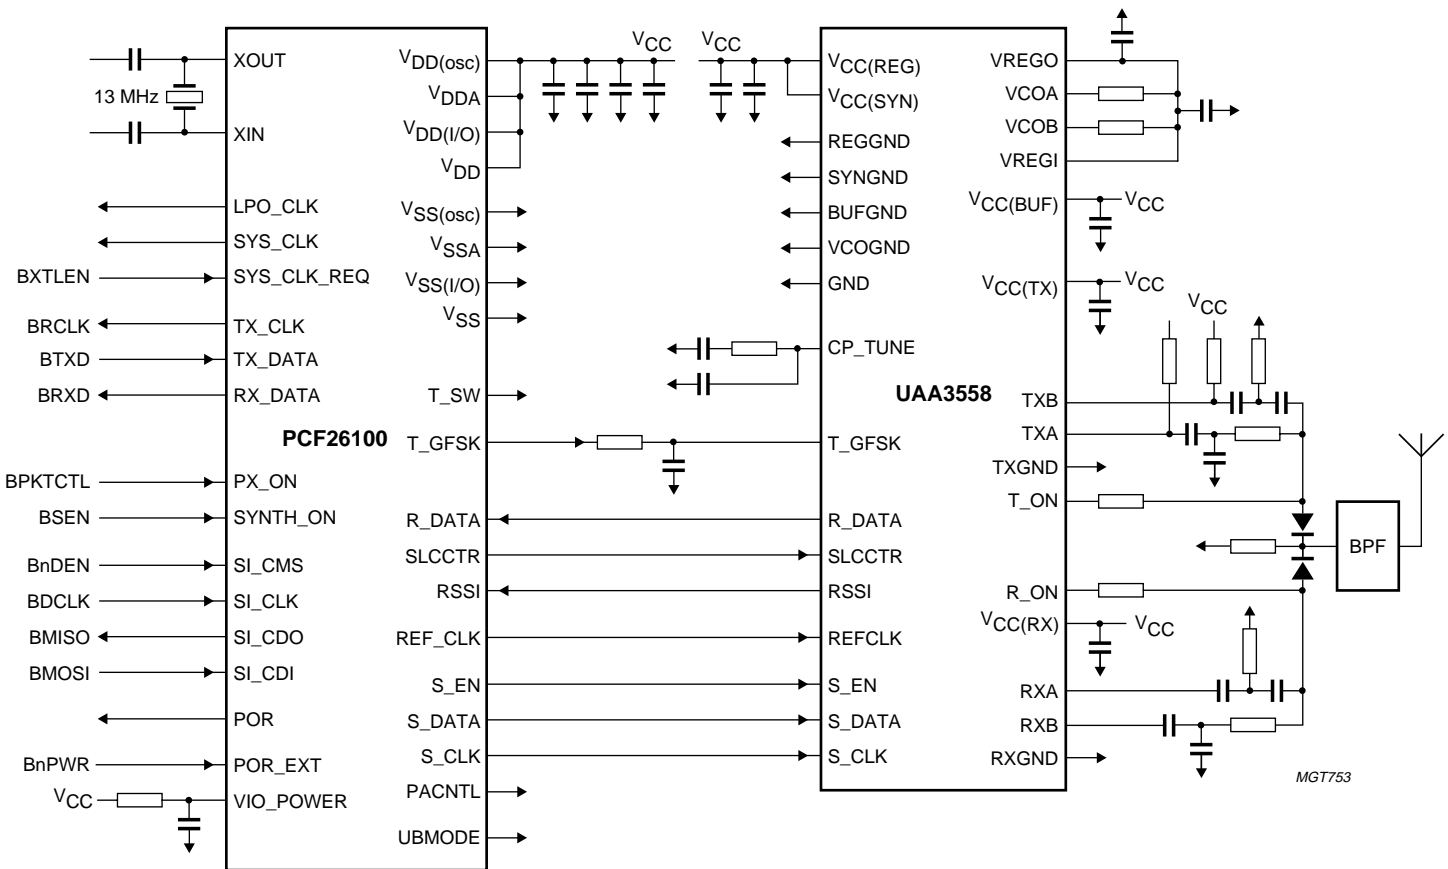 XOUT
13 MHz
XIN
LPO_CLK
SYS_CLK
BXTLEN
SYS_CLK_REQ
BRCLK
TX_CLK
BTXD
TX_DATA
BRXD
RX_DATA
PCF26100
BPKTCTL
PX_ON
BSEN
SYNTH_ON
BnDEN
SI_CMS
BDCLK
SI_CLK
BMISO
SI_CDO
BMOSI
SI_CDI
POR
BnPWR
POR_EXT
VCC
VIO_POWER
VDD(osc)
VDDA
VDD(I/O)
VDD
VSS(osc)
VSSA
VSS(I/O)
VSS
T_SW
T_GFSK
R_DATA
SLCCTR
RSSI
REF_CLK
S_EN
S_DATA
S_CLK
PACNTL
UBMODE
VCC
VCC
VCC(REG)
VCC(SYN)
REGGND
SYNGND
BUFGND
VCOGND
GND
CP_TUNE
UAA3558
T_GFSK
R_DATA
SLCCTR
RSSI
REFCLK
S_EN
S_DATA
S_CLK
VREGO
VCOA
VCOB
VREGI
VCC(BUF)
VCC
VCC(TX)
VCC
VCC
TXB
TXA
TXGND
T_ON
BPF
R_ON
VCC(RX)
VCC
RXA
RXB
RXGND
MGT753